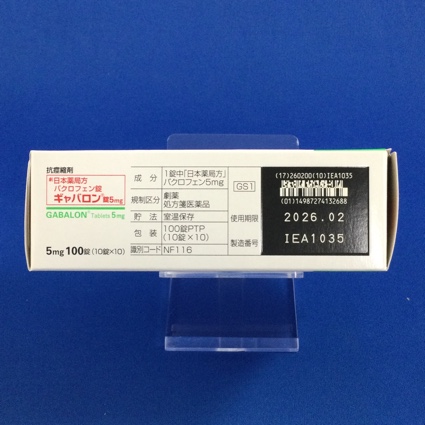 抗痙縮剤
日本薬局方
バクロフェン錠
ギャバロン®錠5mg
GABALON® Tablets 5mg
5mg 100錠(10錠×10)
成分 1錠中「日本薬局方」
バクロフェン5mg
規制区分 劇薬
処方箋医薬品
貯法 室温保存
包装 100錠PTP
(10錠×10)
識別コード NF116
GS1
使用期限
製造番号
(17)260200(10)IEA1035
(01)14987274132688
2026.02
IEA1035